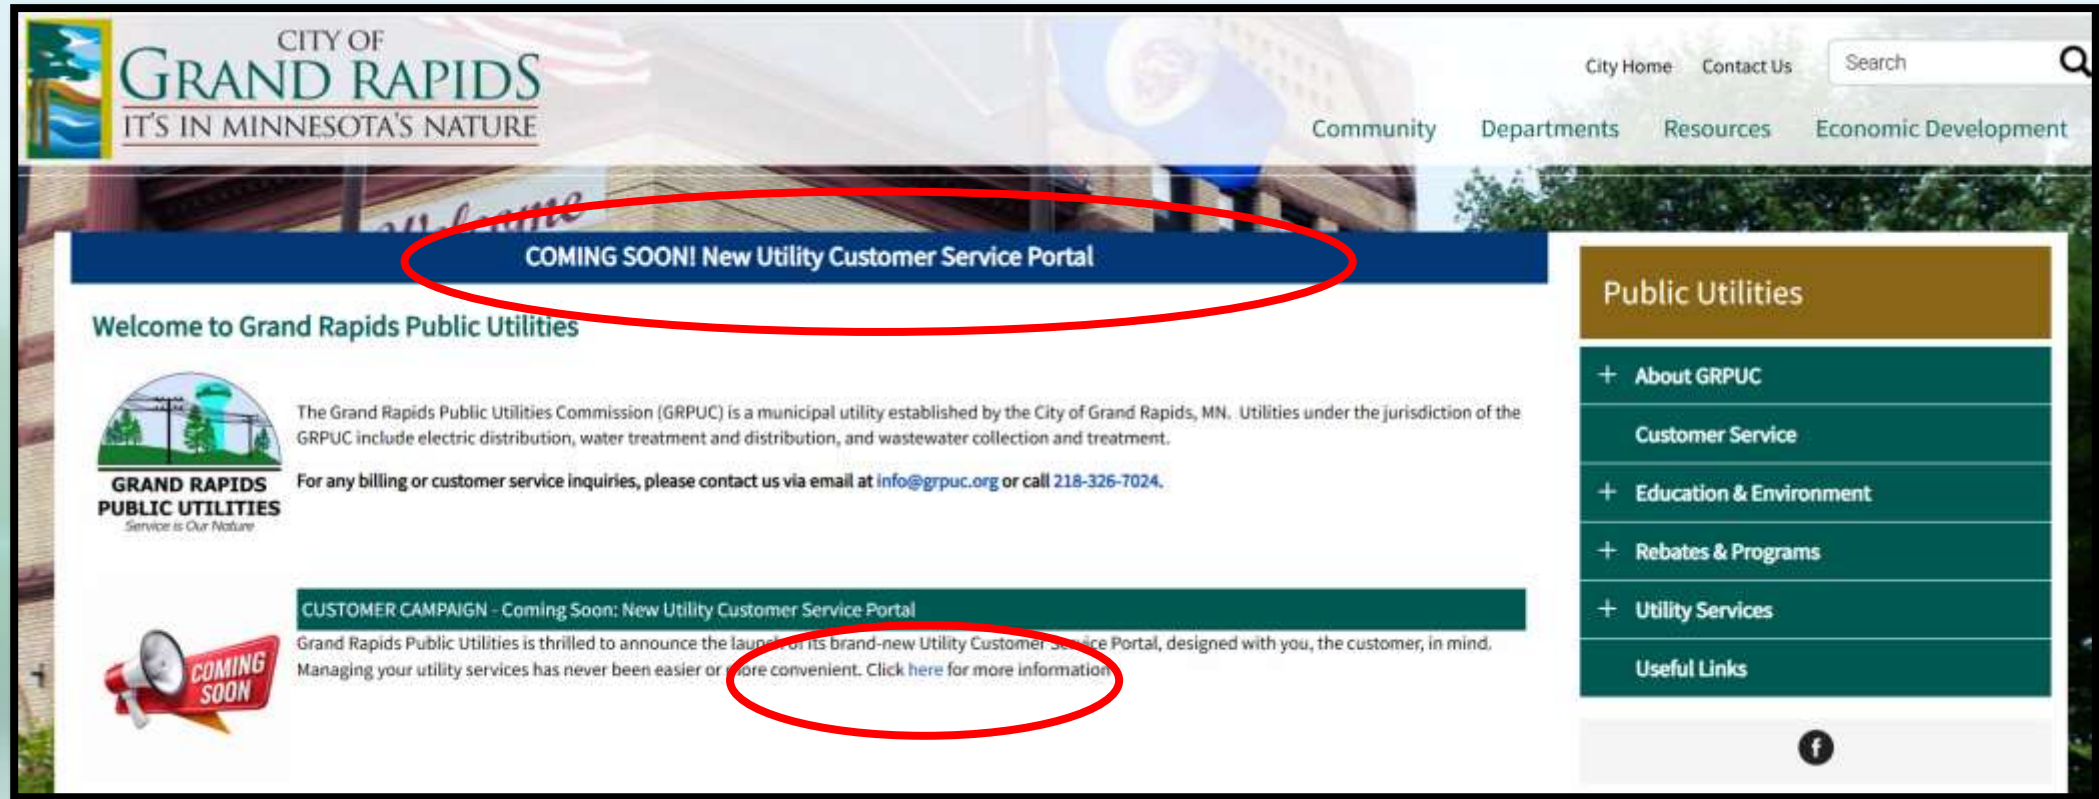 CITY OF
GRAND RAPIDS
IT'S IN MINNESOTA'S NATURE
City Home Contact Us Search
Community Departments Resources Economic Development
Welcome
COMING SOON! New Utility Customer Service Portal
Welcome to Grand Rapids Public Utilities
The Grand Rapids Public Utilities Commission (GRPUC) is a municipal utility established by the City of Grand Rapids, MN. Utilities under the jurisdiction of the
GRPUC include electric distribution, water treatment and distribution, and wastewater collection and treatment.
For any billing or customer service inquiries, please contact us via email at info@grpuc.org or call 218-326-7024.
GRAND RAPIDS
PUBLIC UTILITIES
Service is Our Nature
CUSTOMER CAMPAIGN - Coming Soon: New Utility Customer Service Portal
Grand Rapids Public Utilities is thrilled to announce the launch of its brand-new Utility Customer Service Portal, designed with you, the customer, in mind.
Managing your utility services has never been easier or more convenient. Click here for more information
COMING
SOON
Public Utilities
+ About GRPUC
Customer Service
+ Education & Environment
+ Rebates & Programs
+ Utility Services
Useful Links
f